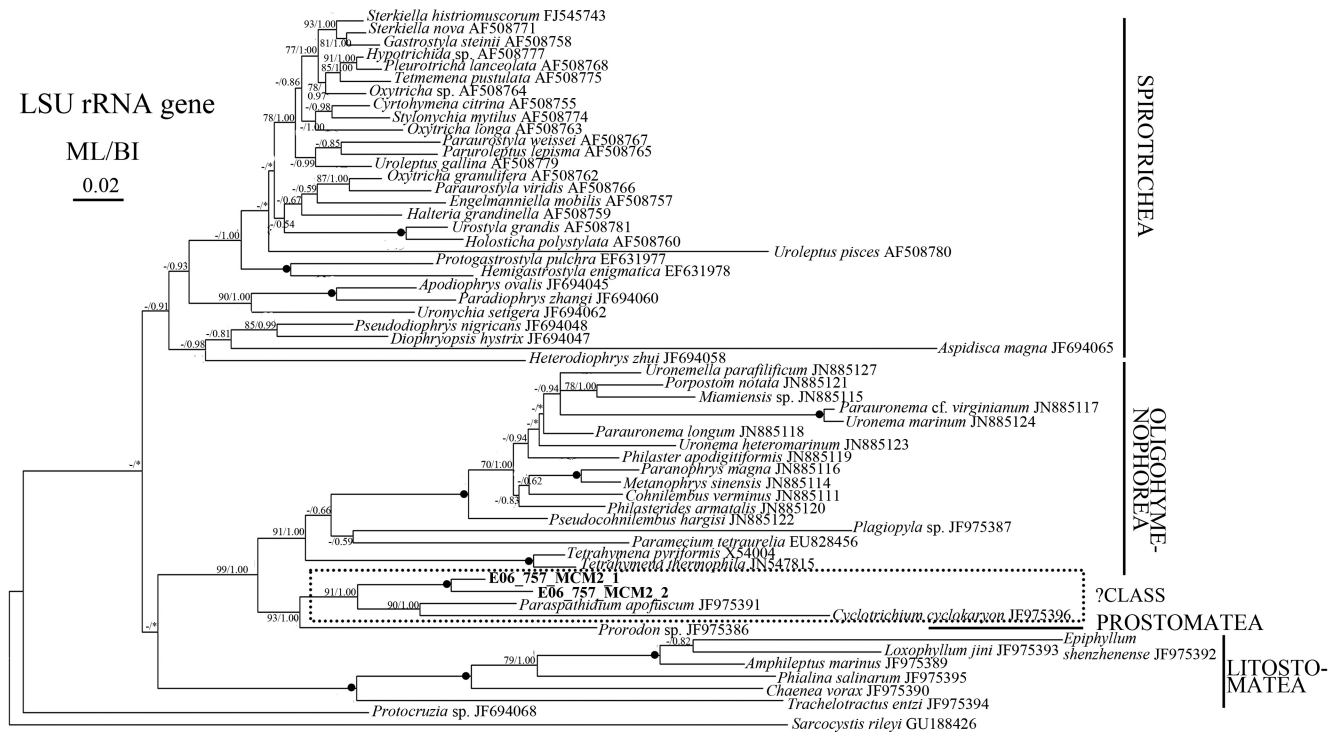 LSU rRNA gene
ML/BI
0.02
Sterkiella histriomuscorum FJ545743
93/1.00
Sterkiella nova AF508771
81/1.00
Gastrostyla steinii AF508758
77/1.00
Hypotrichida sp. AF508777
91/1.00
Pleurotricha lanceolata AF508768
85/1.00
Tetmemena pustulata AF508775
-/0.86
78/
0.97
Oxytricha sp. AF508764
Cyrtohymena citrina AF508755
-/0.98
Stylonychia mytilus AF508774
78/1.00
-/1.00
Oxytricha longa AF508763
Paraurostyla weissei AF508767
-/0.85
Paruroleptus lepisma AF508765
-/0.99
Uroleptus gallina AF508779
-/*
Oxytricha granulifera AF508762
87/1.00
Paraurostyla viridis AF508766
-/0.59
Engelmanniella mobilis AF508757
-/0.67
Halteria grandinella AF508759
-/*
-/0.54
Urostyla grandis AF508781
Holosticha polystylata AF508760
-/1.00
Uroleptus pisces AF508780
Protogastrostyla pulchra EF631977
Hemigastrostyla enigmatica EF631978
-/0.93
Apodiophrys ovalis JF694045
90/1.00
Paradiophrys zhangi JF694060
Uronychia setigera JF694062
-/0.91
85/0.99
Pseudodiophrys nigricans JF694048
-/0.81
Diophryopsis hystrix JF694047
-/0.98
Aspidisca magna JF694065
Heterodiophrys zhui JF694058
SPIROTRICHEA
Uronemella parafilificum JN885127
Porpostom notata JN885121
-/0.94
78/1.00
Miamiensis sp. JN885115
Parauronema cf. virginianum JN885117
-/*
Uronema marinum JN885124
-/*
Parauronema longum JN885118
-/0.94
Uronema heteromarinum JN885123
Philaster apodigitiformis JN885119
70/1.00
Paranophrys magna JN885116
-/0.62
Metanophrys sinensis JN885114
Cohnilembus verminus JN885111
-/0.83
Philasterides armatalis JN885120
Pseudocohnilembus hargisi JN885122
-/*
-/0.66
Plagiopyla sp. JF975387
91/1.00
-/0.59
Paramecium tetraurelia EU828456
Tetrahymena pyriformis X54004
Tetrahymena thermophila JN547815
OLIGOHYME-
NOPHOREA
99/1.00
E06_757_MCM2_1
91/1.00
E06_757_MCM2_2
90/1.00
Paraspathidium apofuscum JF975391
93/1.00
Cyclotrichium cyclokaryon JF975396
?CLASS
Prorodon sp. JF975386
PROSTOMATEA
-/*
-/0.82
Epiphyllum
shenzhenense JF975392
Loxophyllum jini JF975393
79/1.00
Amphileptus marinus JF975389
Phialina salinarum JF975395
Chaenea vorax JF975390
Trachelotractus entzi JF975394
LITOSTO-
MATEA
Protocruzia sp. JF694068
Sarcocystis rileyi GU188426